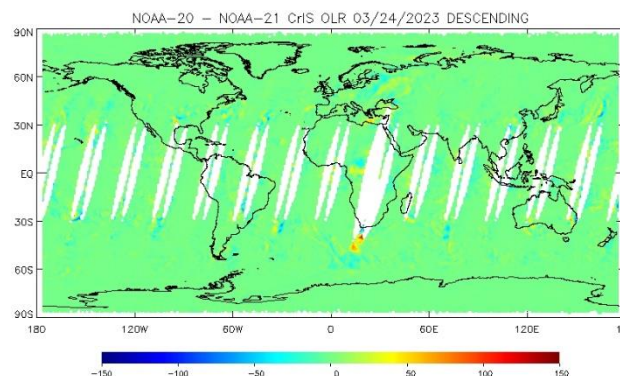 NOAA-20 - NOAA-21 CrIS OLR 03/24/2023 DESCENDING
90N
60N
30N
EQ
30S
60S
90S
180 120W 60W 0 60E 120E 1
-150 -100 -50 0 50 100 150